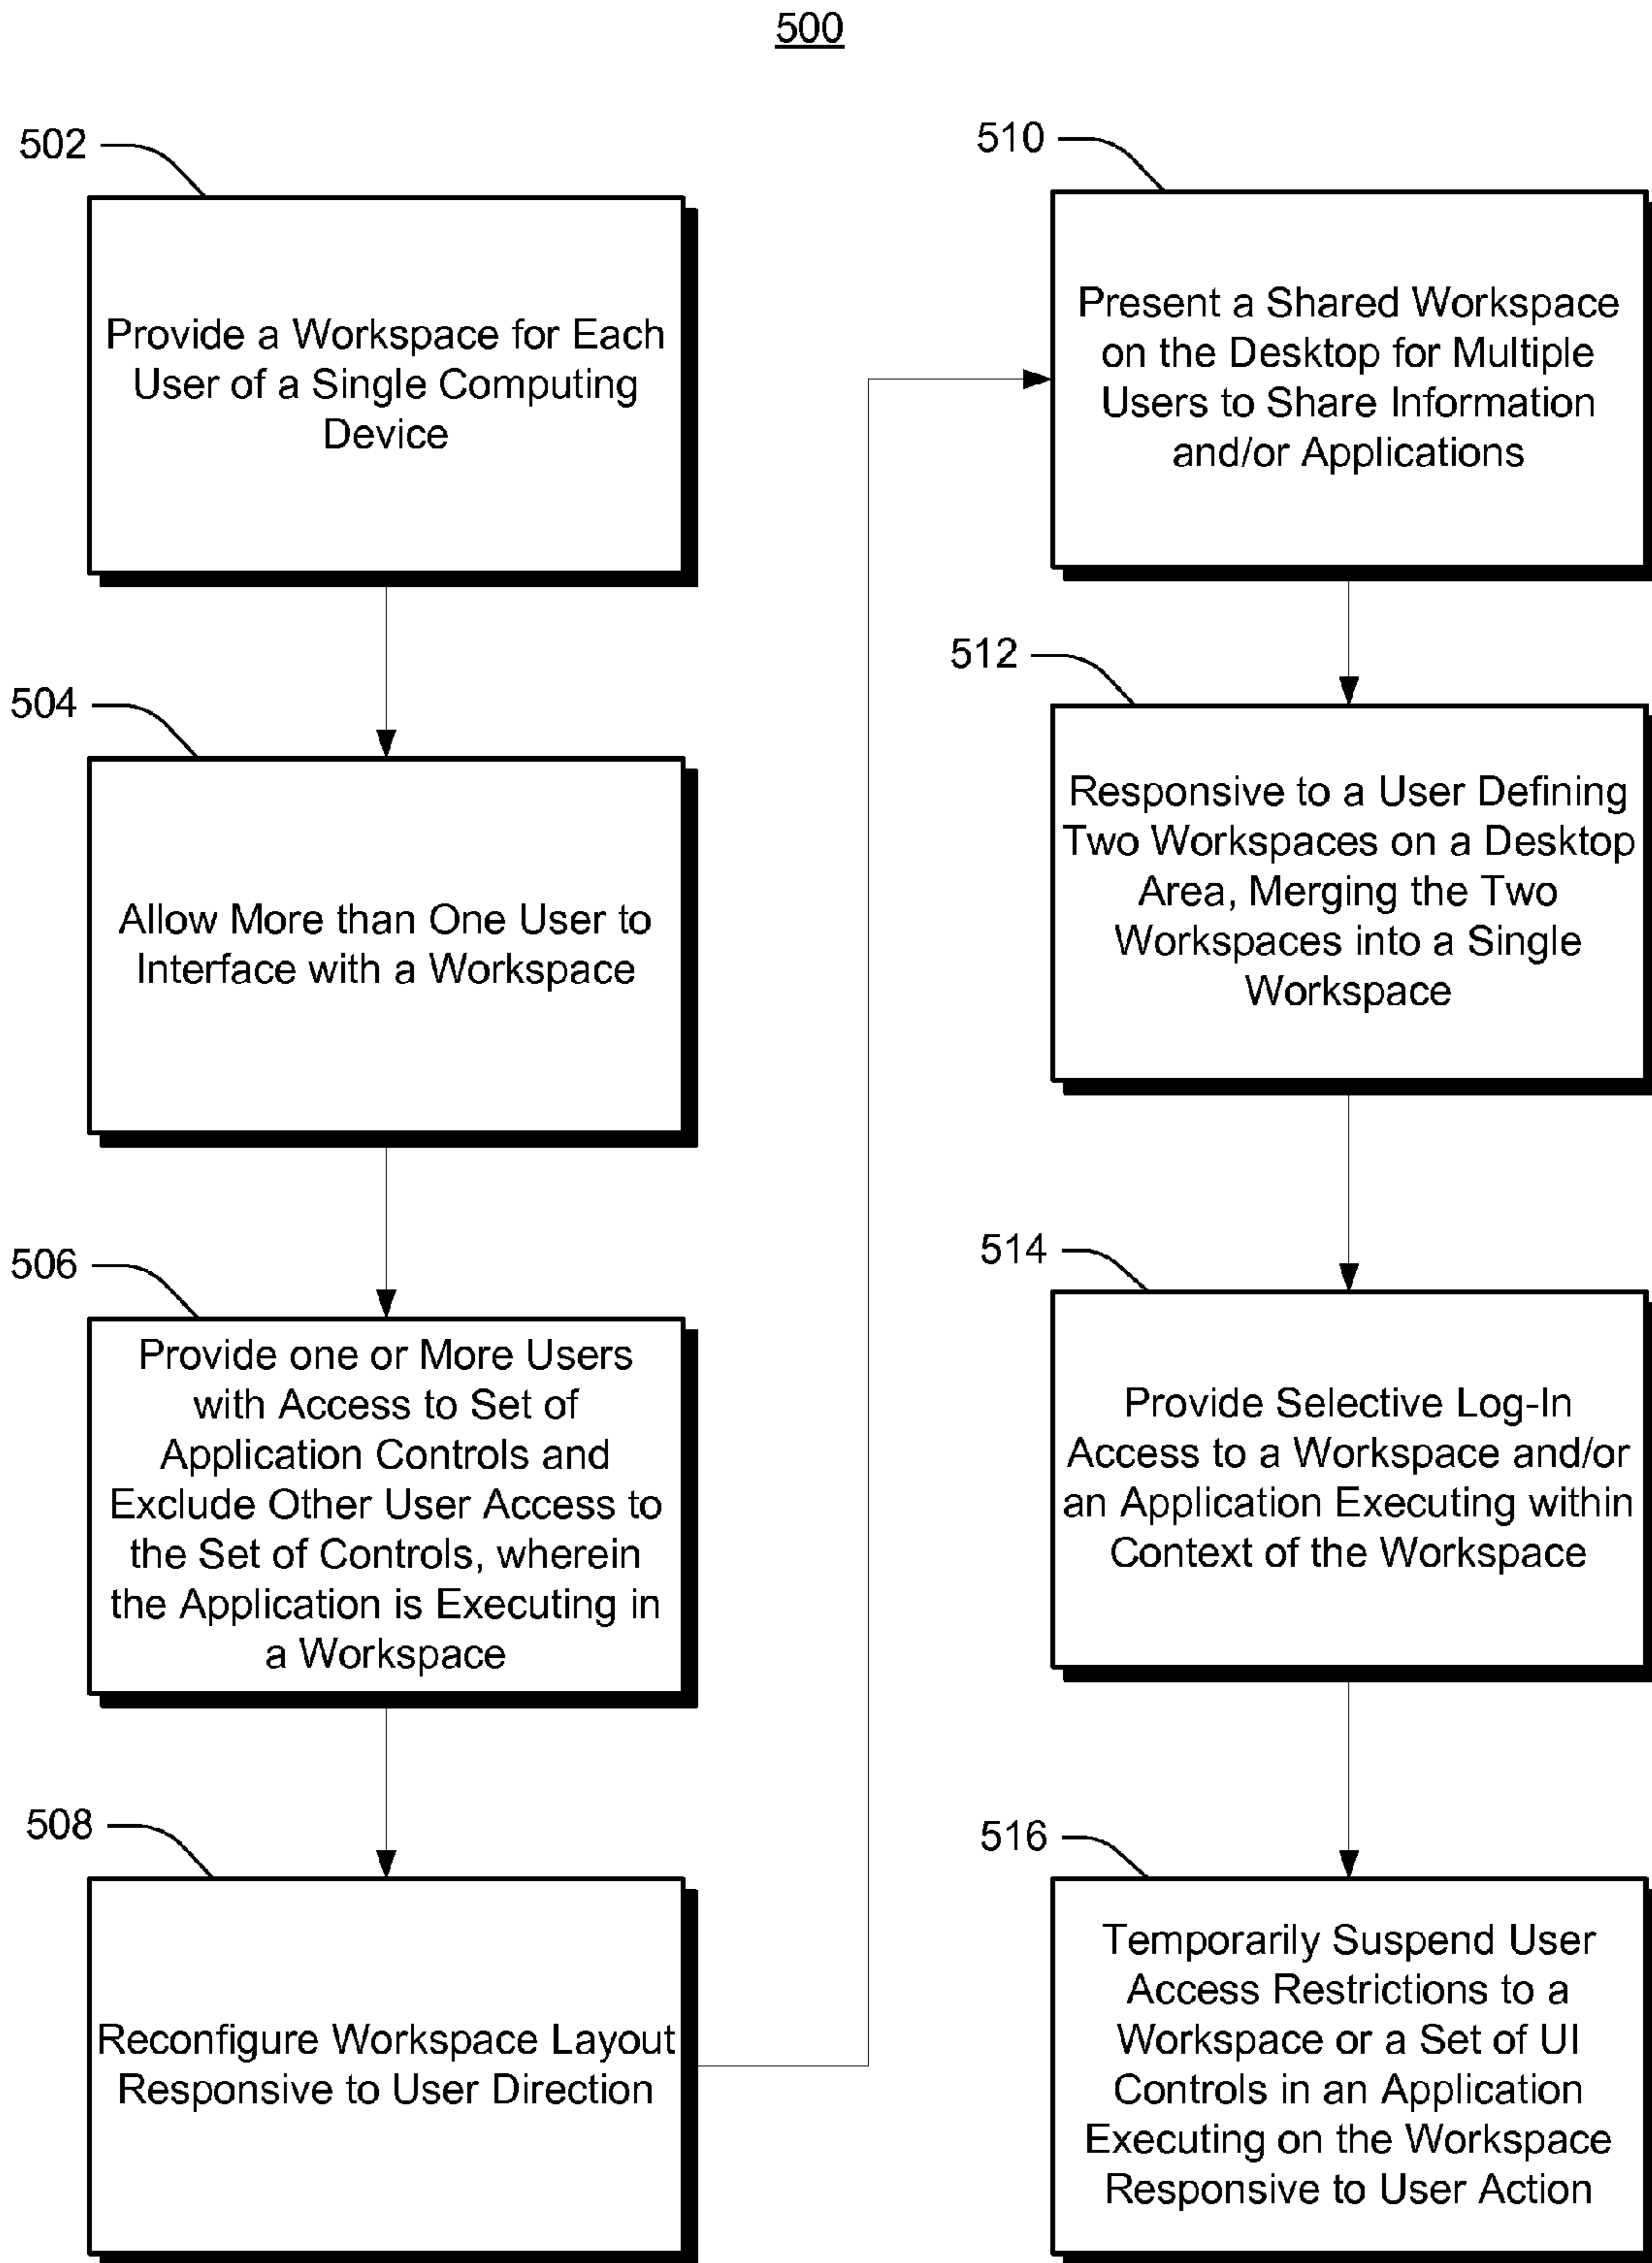 500
502
Provide a Workspace for Each
User of a Single Computing
Device
504
Allow More than One User to
Interface with a Workspace
506
Provide one or More Users
with Access to Set of
Application Controls and
Exclude Other User Access to
the Set of Controls, wherein
the Application is Executing in
a Workspace
508
Reconfigure Workspace Layout
Responsive to User Direction
510
Present a Shared Workspace
on the Desktop for Multiple
Users to Share Information
and/or Applications
512
Responsive to a User Defining
Two Workspaces on a Desktop
Area, Merging the Two
Workspaces into a Single
Workspace
514
Provide Selective Log-In
Access to a Workspace and/or
an Application Executing within
Context of the Workspace
516
Temporarily Suspend User
Access Restrictions to a
Workspace or a Set of UI
Controls in an Application
Executing on the Workspace
Responsive to User Action